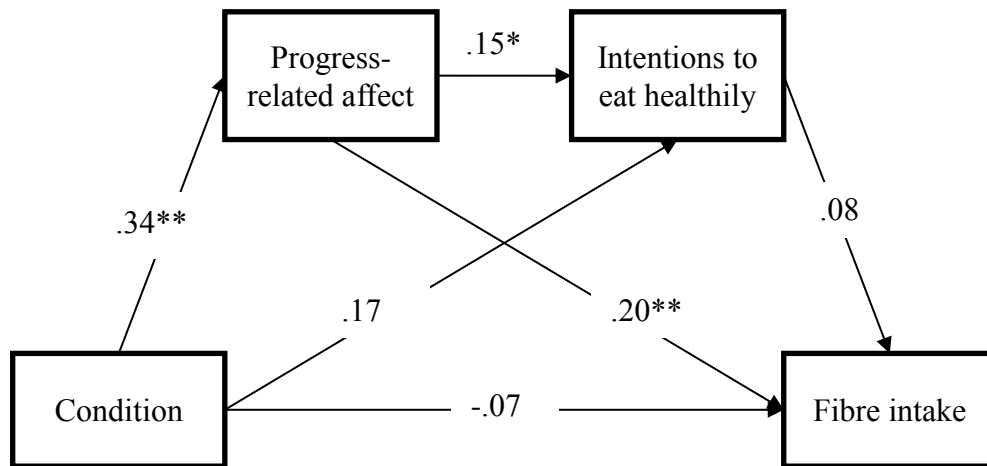 Progress-
related affect
.15*
Intentions to
eat healthily
.34**
.08
.17
.20**
Condition
-.07
Fibre intake